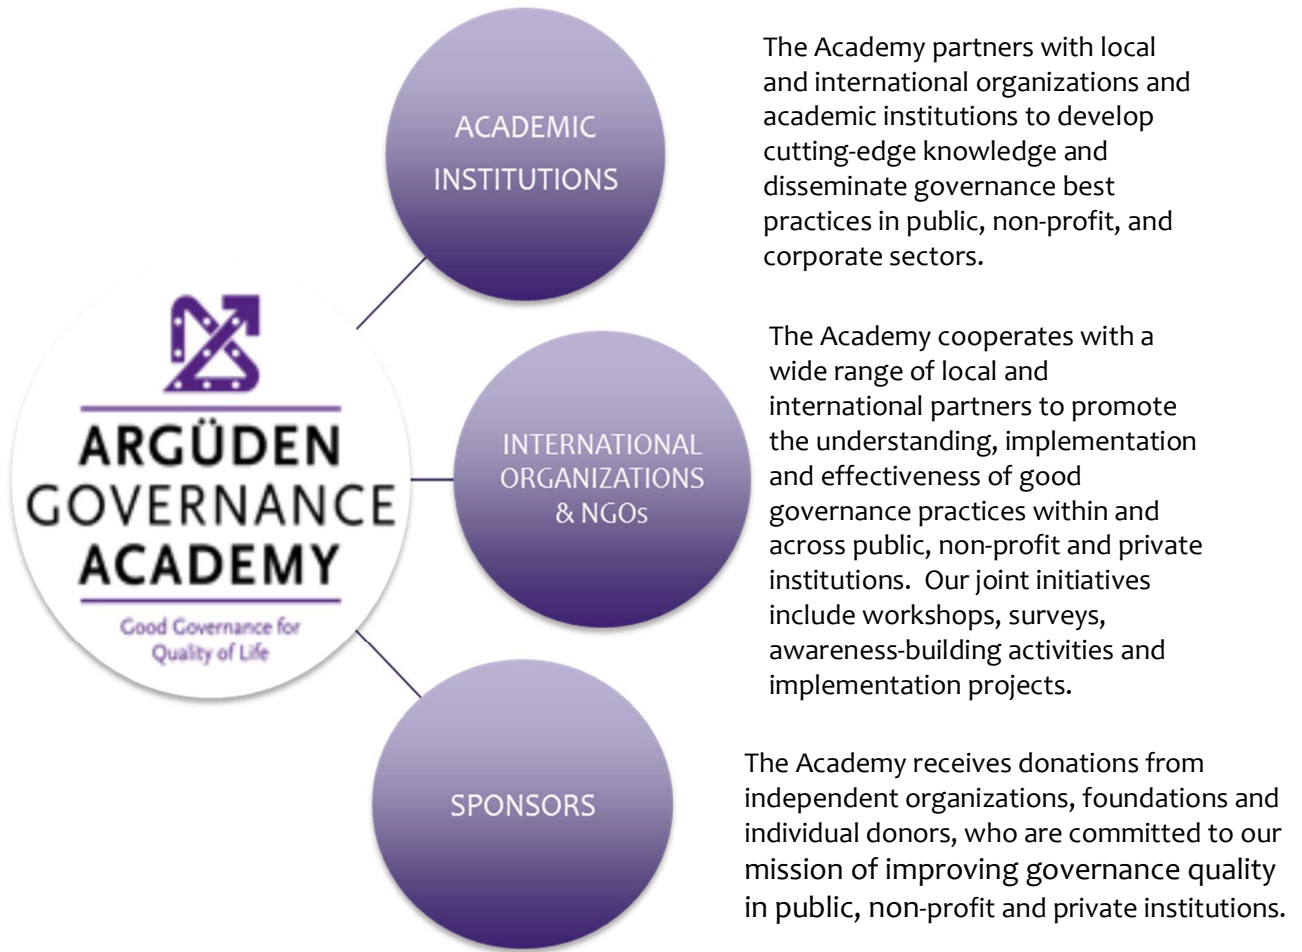 ARGÜDEN
GOVERNANCE
ACADEMY
Good Governance for
Quality of Life
ACADEMIC
INSTITUTIONS
The Academy partners with local
and international organizations and
academic institutions to develop
cutting-edge knowledge and
disseminate governance best
practices in public, non-profit, and
corporate sectors.
INTERNATIONAL
ORGANIZATIONS
& NGOs
The Academy cooperates with a
wide range of local and
international partners to promote
the understanding, implementation
and effectiveness of good
governance practices within and
across public, non-profit and private
institutions.  Our joint initiatives
include workshops, surveys,
awareness-building activities and
implementation projects.
SPONSORS
The Academy receives donations from
independent organizations, foundations and
individual donors, who are committed to our
mission of improving governance quality
in public, non-profit and private institutions.